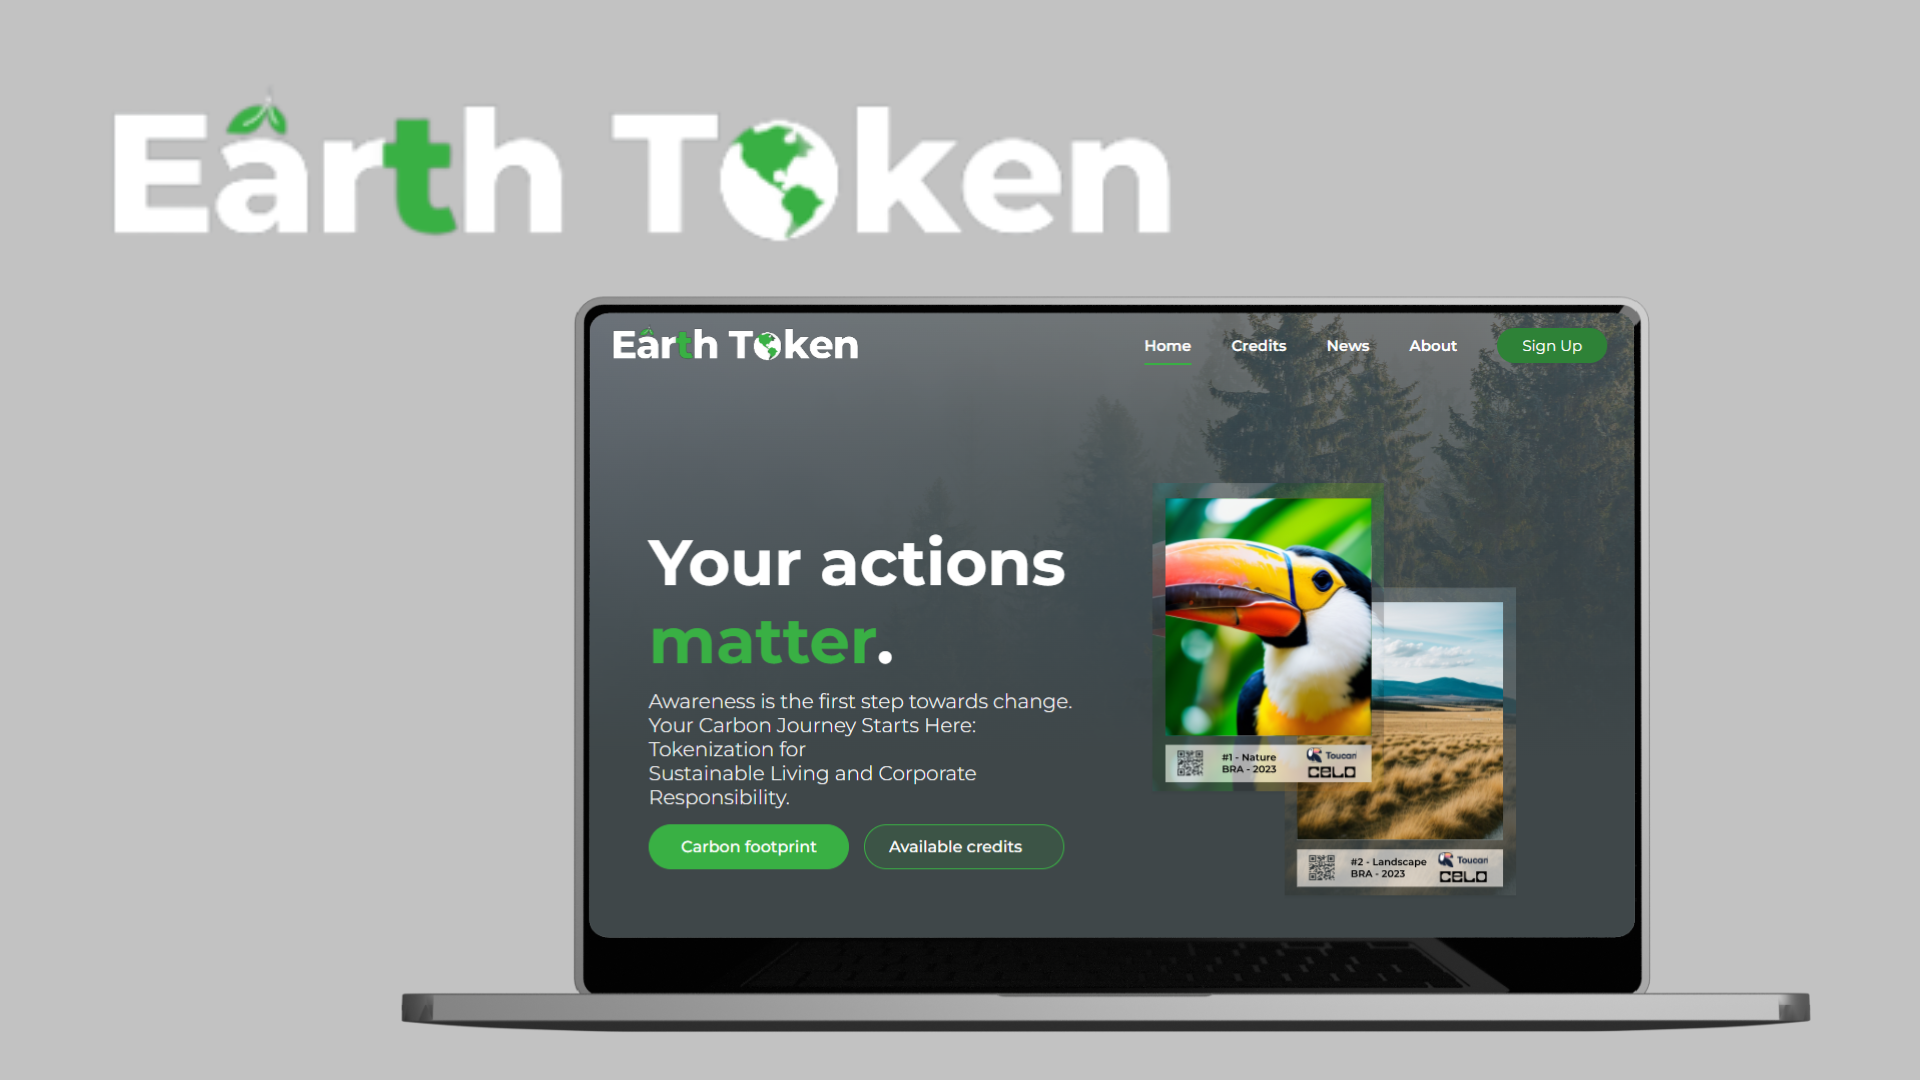 Earth Token
Earth Token
Home
Credits
News
About
Sign Up
Your actions
matter.
Awareness is the first step towards change.
Your Carbon Journey Starts Here:
Tokenization for
Sustainable Living and Corporate
Responsibility.
Carbon footprint
Available credits
#1 - Nature
BRA - 2023
Toucan
CELO
#2 - Landscape
BRA - 2023
Toucan
CELO